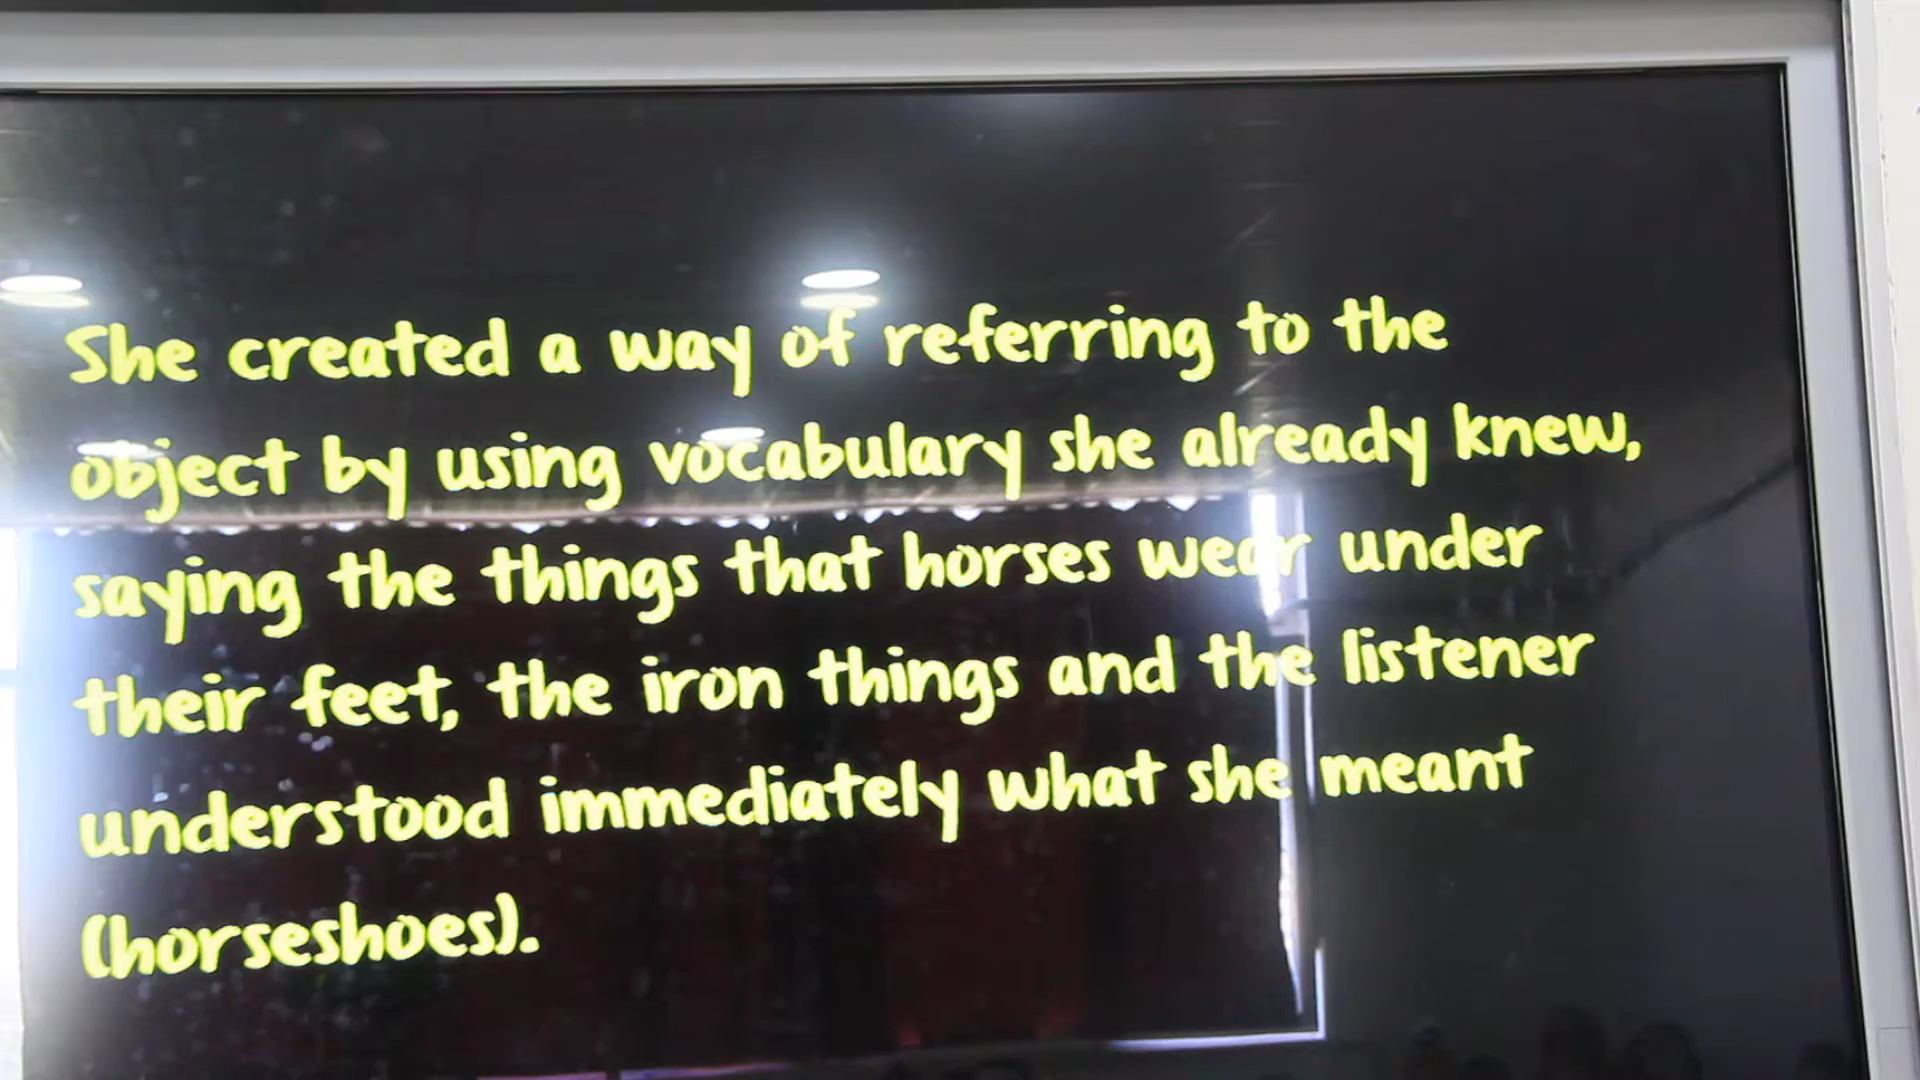 She created a way of referring to the
object by using vocabulary she already knew,
saying the things that horses wear under
their feet, the iron things and the listener
understood immediately what she meant
(horseshoes).